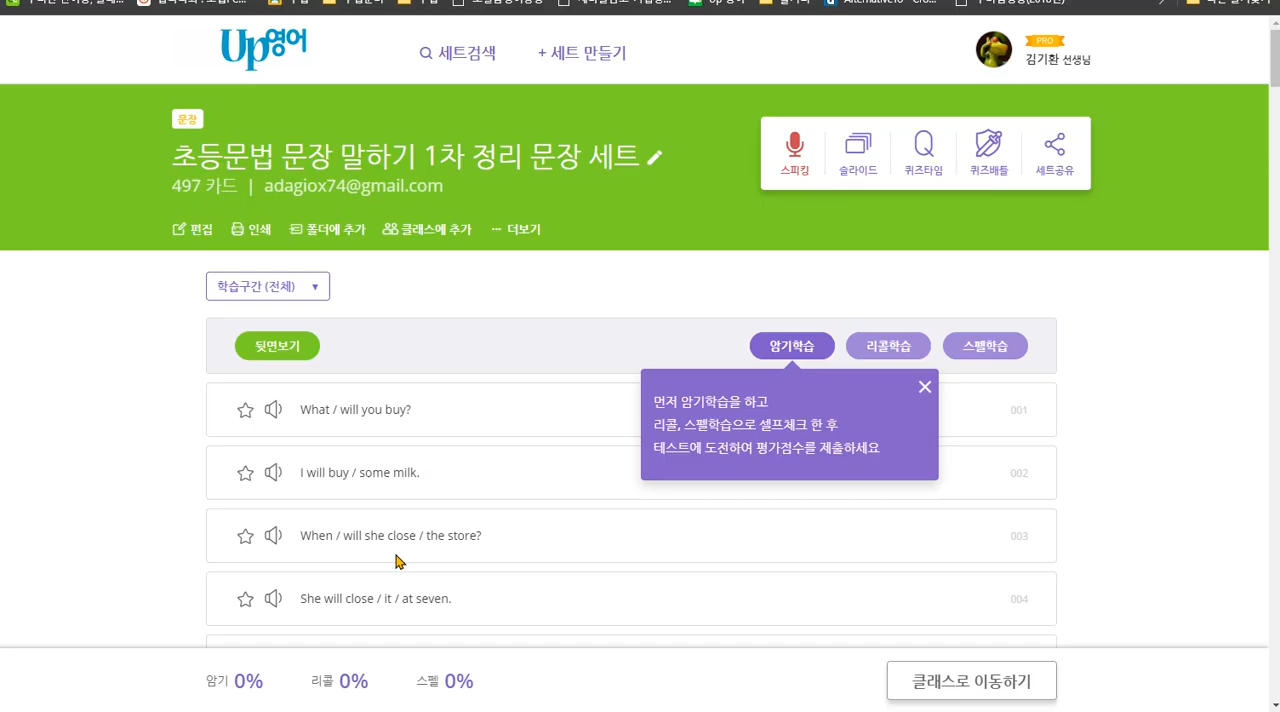 Up영어
세트검색
+ 세트 만들기
PRO
김기환 선생님
문장
초등문법 문장 말하기 1차 정리 문장 세트
497 카드 | adagiox74@gmail.com
스피킹
슬라이드
퀴즈타임
퀴즈배틀
세트공유
편집
인쇄
폴더에 추가
클래스에 추가
··· 더보기
학습구간 (전체) ▼
뒷면보기
암기학습
리콜학습
스펠학습
먼저 암기학습을 하고
리콜, 스펠학습으로 셀프체크 한 후
테스트에 도전하여 평가점수를 제출하세요
What / will you buy?
001
I will buy / some milk.
002
When / will she close / the store?
003
She will close / it / at seven.
004
암기 0%
리콜 0%
스펠 0%
클래스로 이동하기